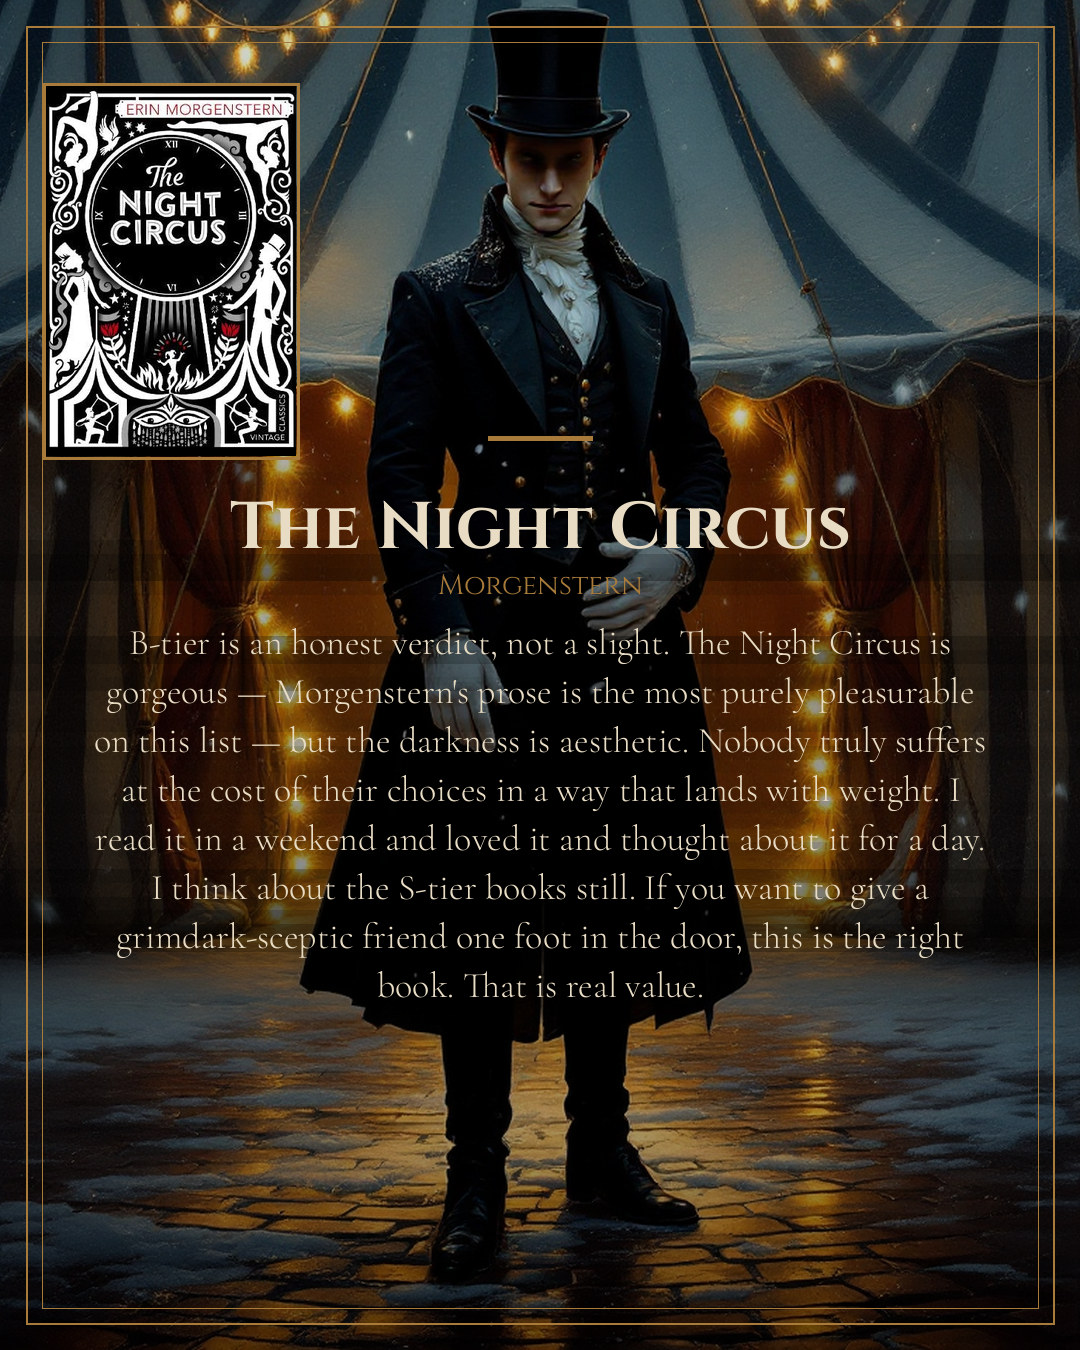 ERIN MORGENSTERN
XII
The
NIGHT
CIRCUS
IX
III
VI
VINTAGE CLASSICS
The Night Circus
Morgenstern
B-tier is an honest verdict, not a slight. The Night Circus is
gorgeous — Morgenstern's prose is the most purely pleasurable
on this list — but the darkness is aesthetic. Nobody truly suffers
at the cost of their choices in a way that lands with weight. I
read it in a weekend and loved it and thought about it for a day.
I think about the S-tier books still. If you want to give a
grimdark-sceptic friend one foot in the door, this is the right
book. That is real value.